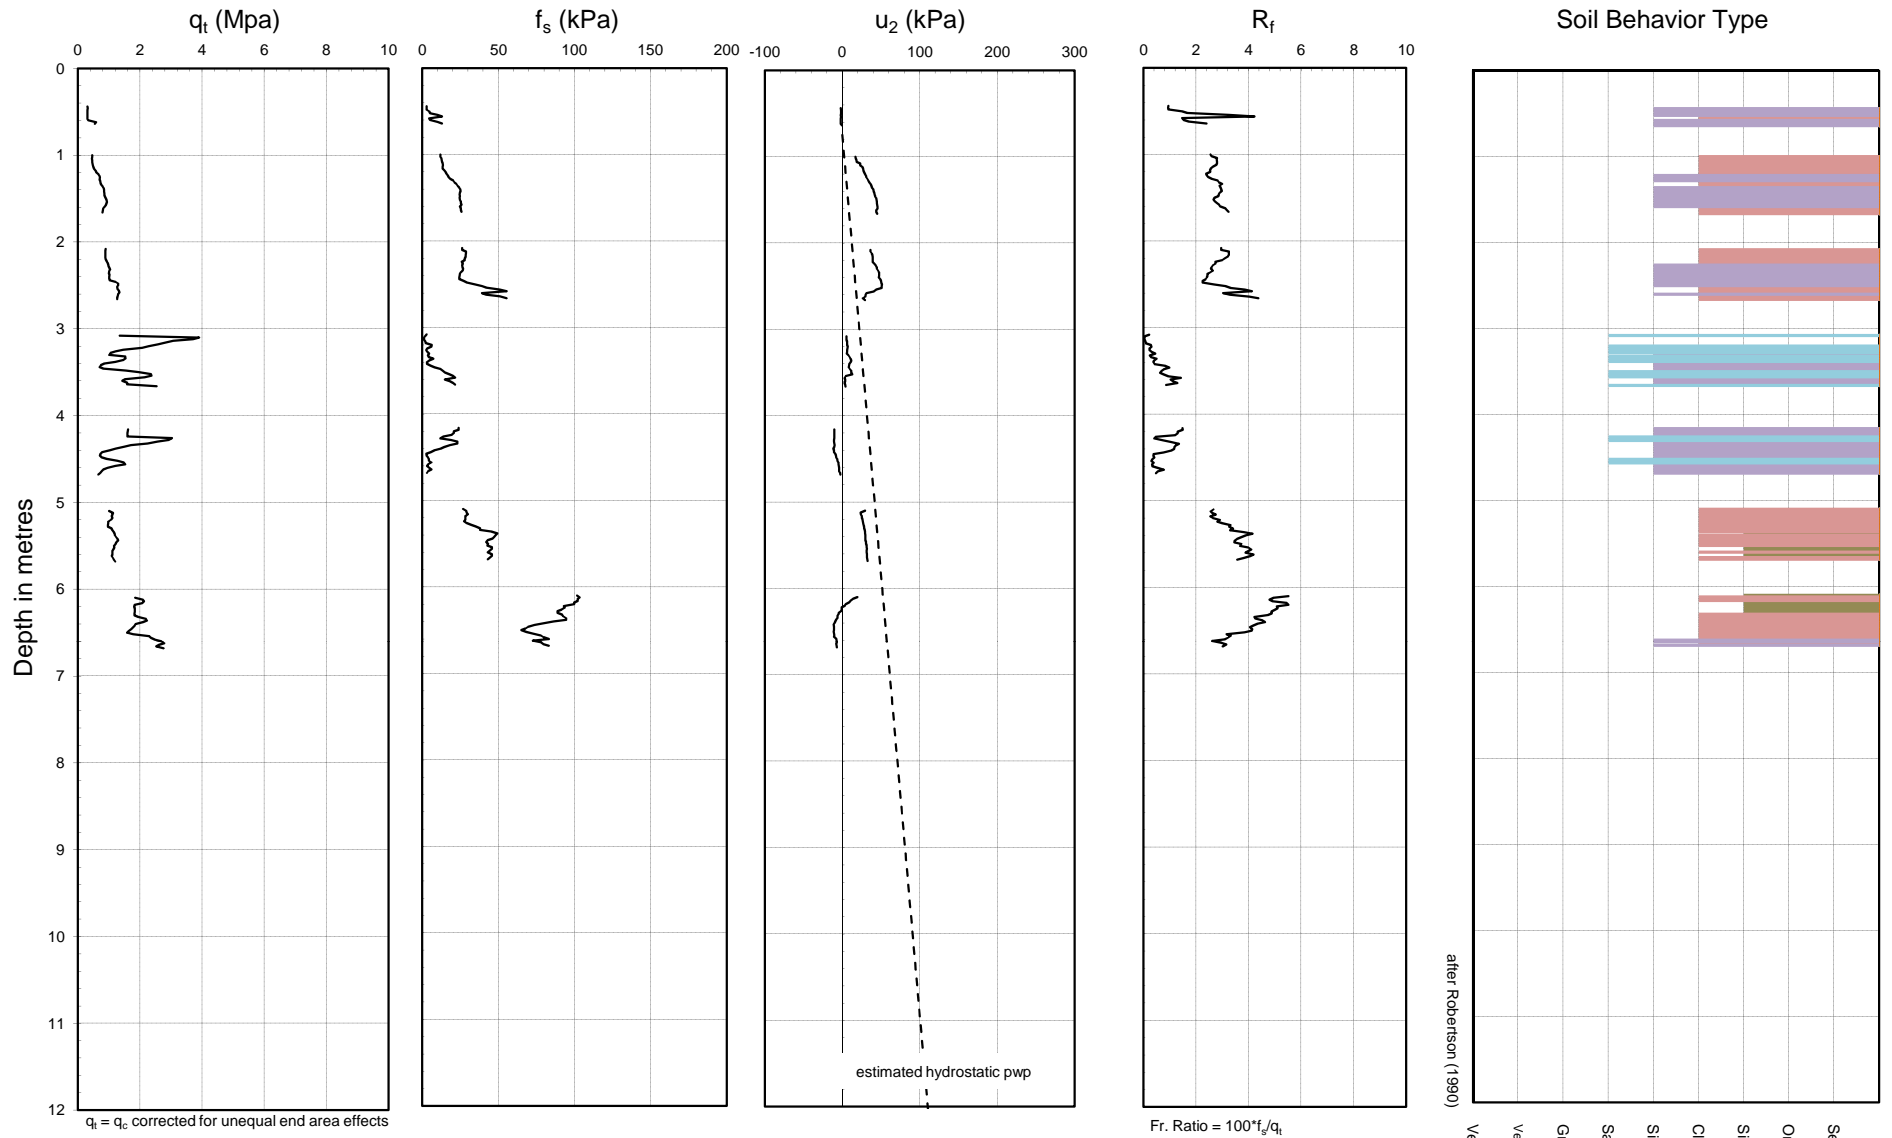 qt (Mpa)
fs (kPa)
u2 (kPa)
Rf
Soil Behavior Type
0 2 4 6 8 10
0 50 100 150 200
-100 0 100 200 300
0 2 4 6 8 10
0
1
2
3
4
5
6
7
8
9
10
11
12
Depth in metres
estimated hydrostatic pwp
after Robertson (1990)
qt = qc corrected for unequal end area effects
Fr. Ratio = 100*fs/qt